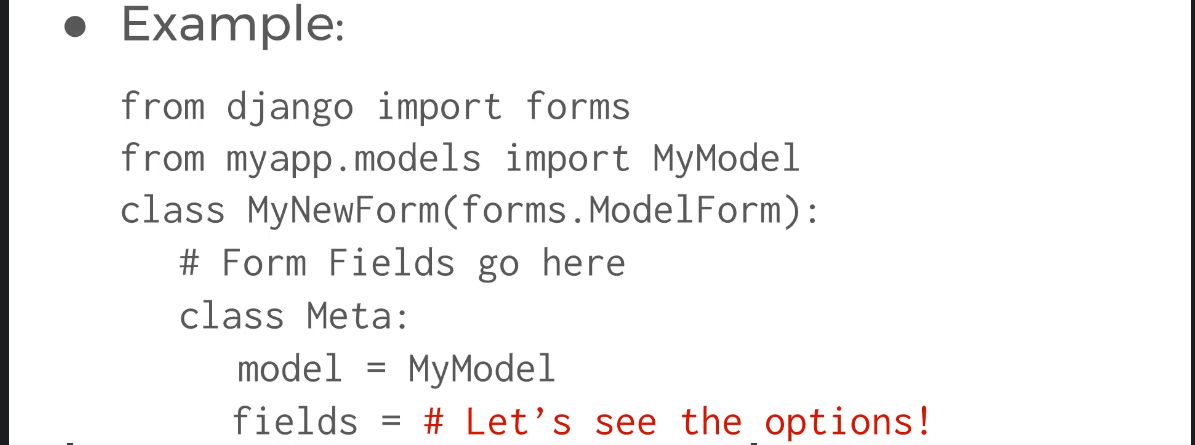 ● Example:
from django import forms
from myapp.models import MyModel
class MyNewForm(forms.ModelForm):
# Form Fields go here
class Meta:
model = MyModel
fields = # Let’s see the options!